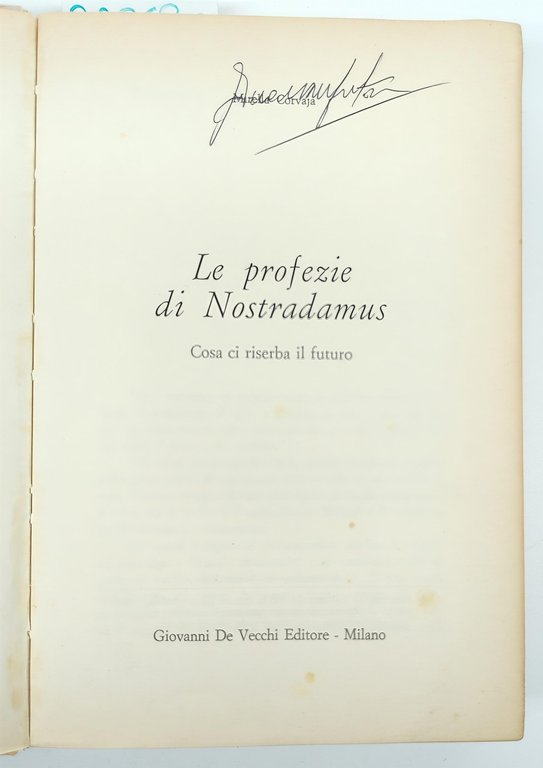 Mirella Corvaja
Le profezie
di Nostradamus
Cosa ci riserba il futuro
Giovanni De Vecchi Editore - Milano